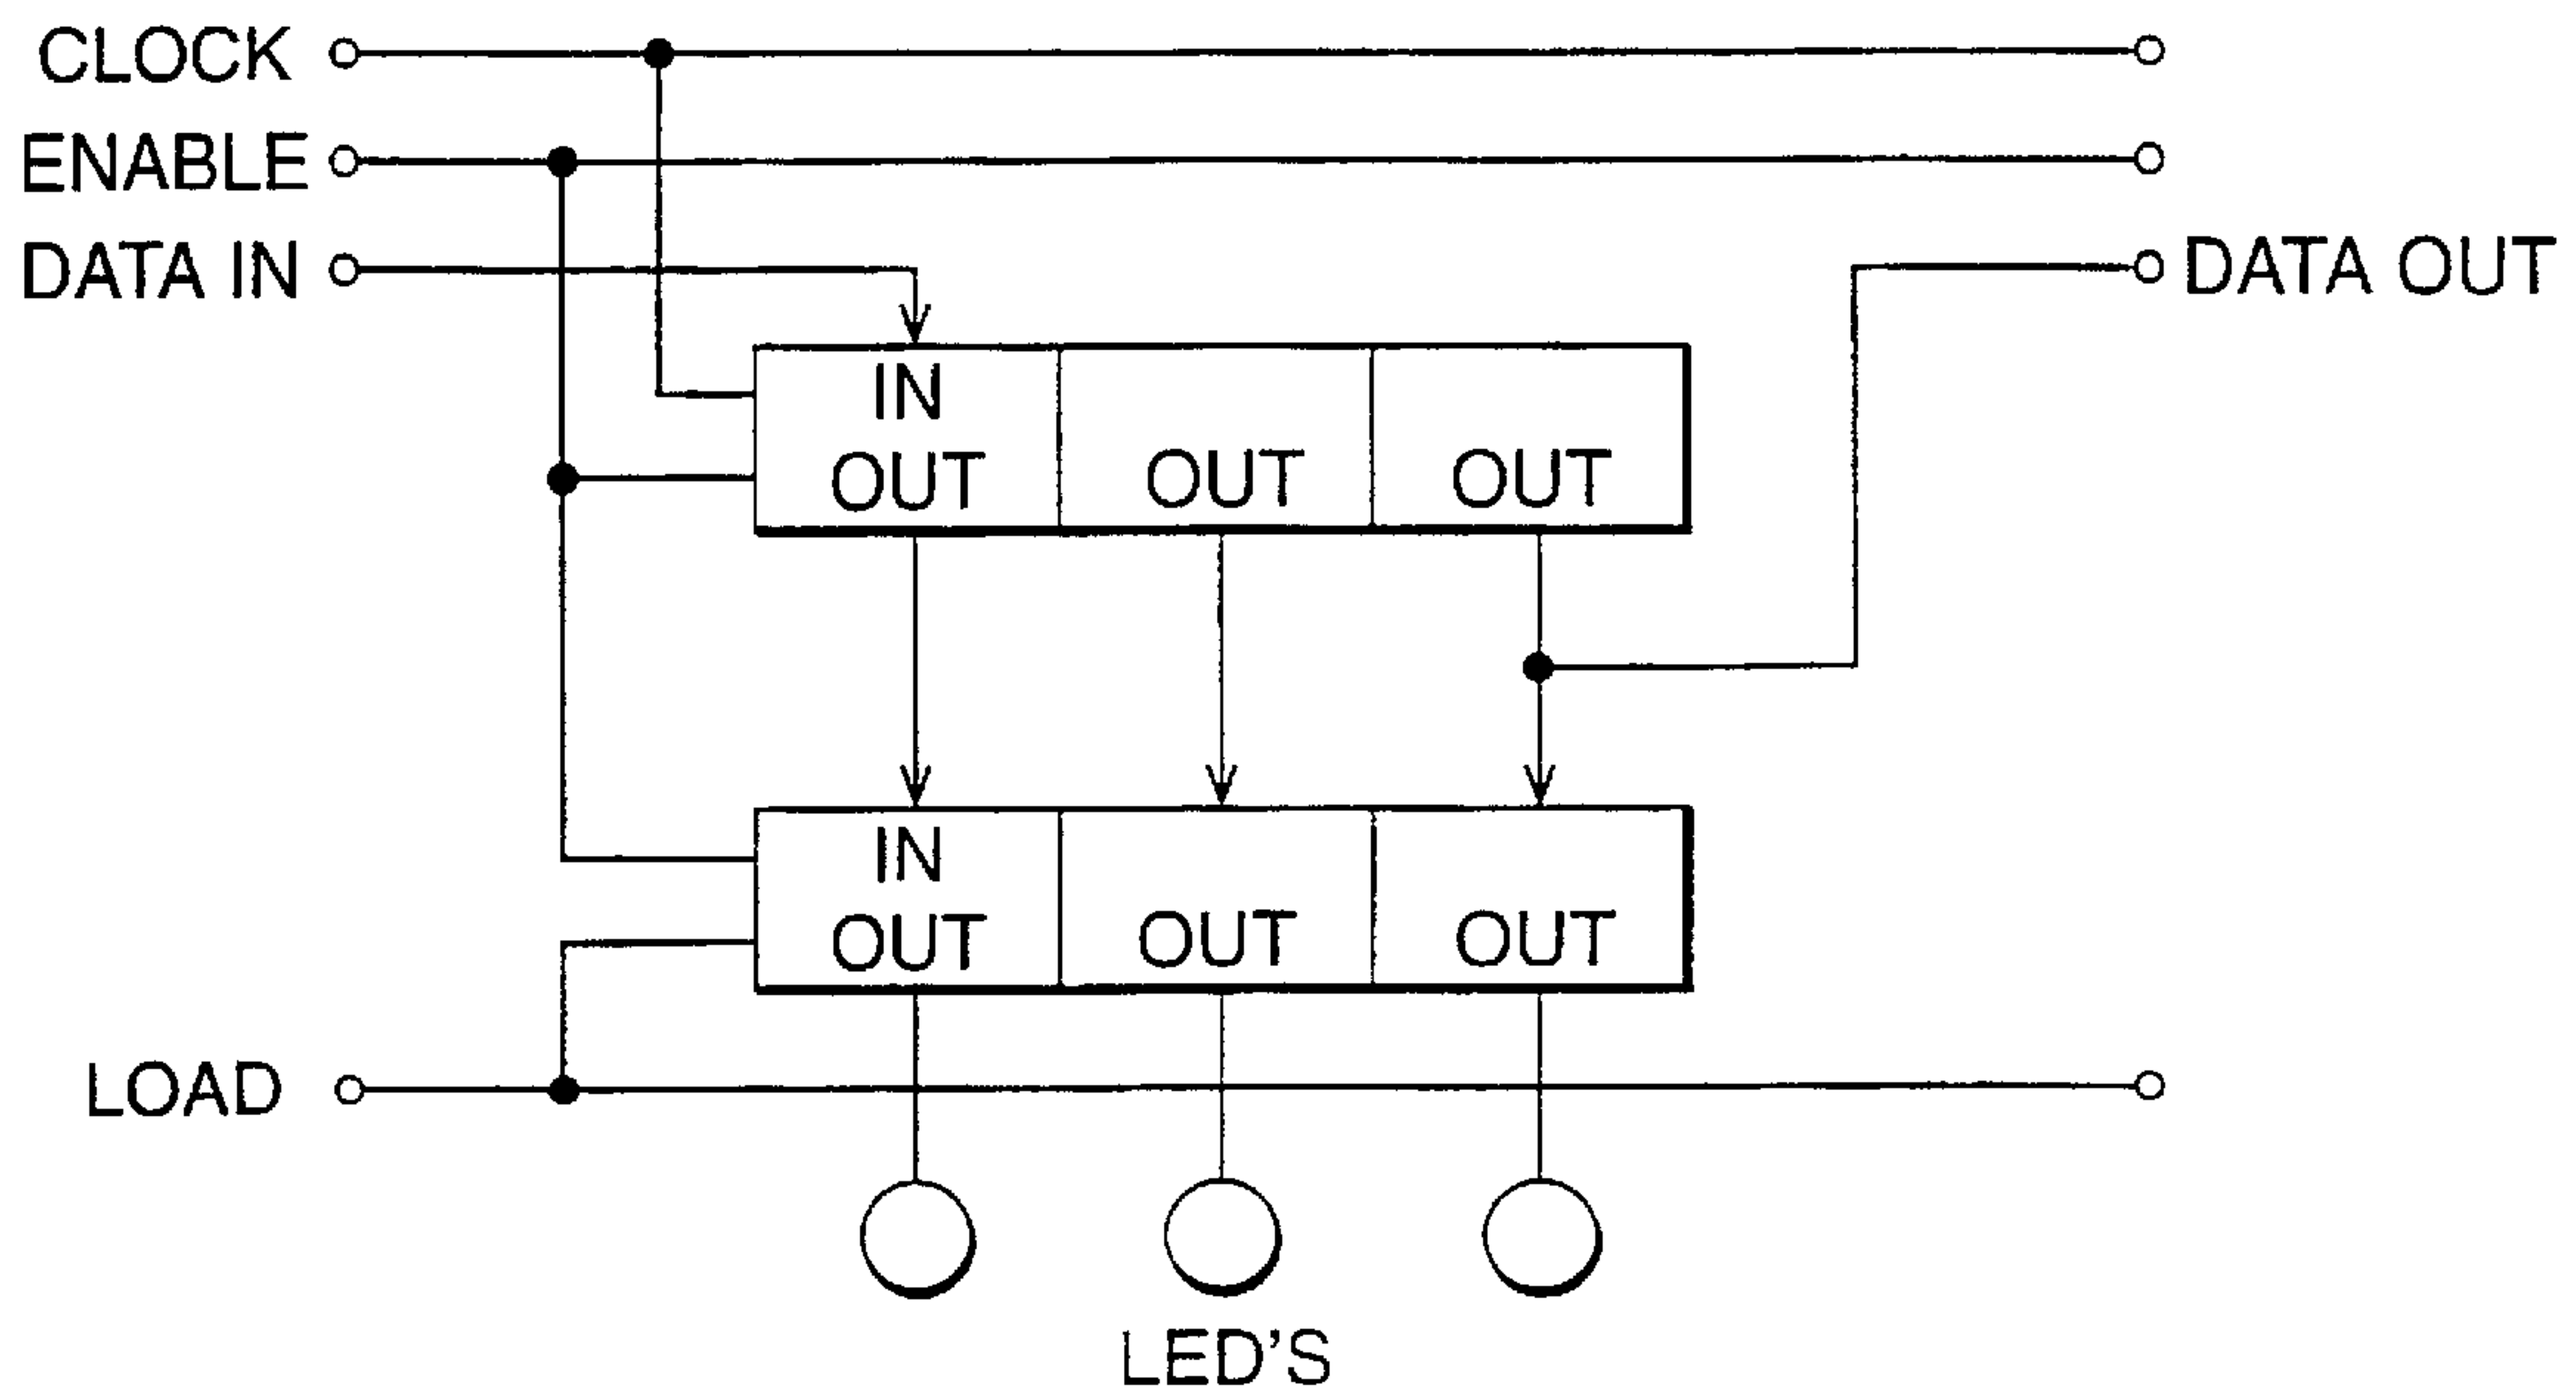 CLOCK
ENABLE
DATA IN
DATA OUT
IN
OUT OUT OUT
IN
OUT OUT OUT
LOAD
LED'S